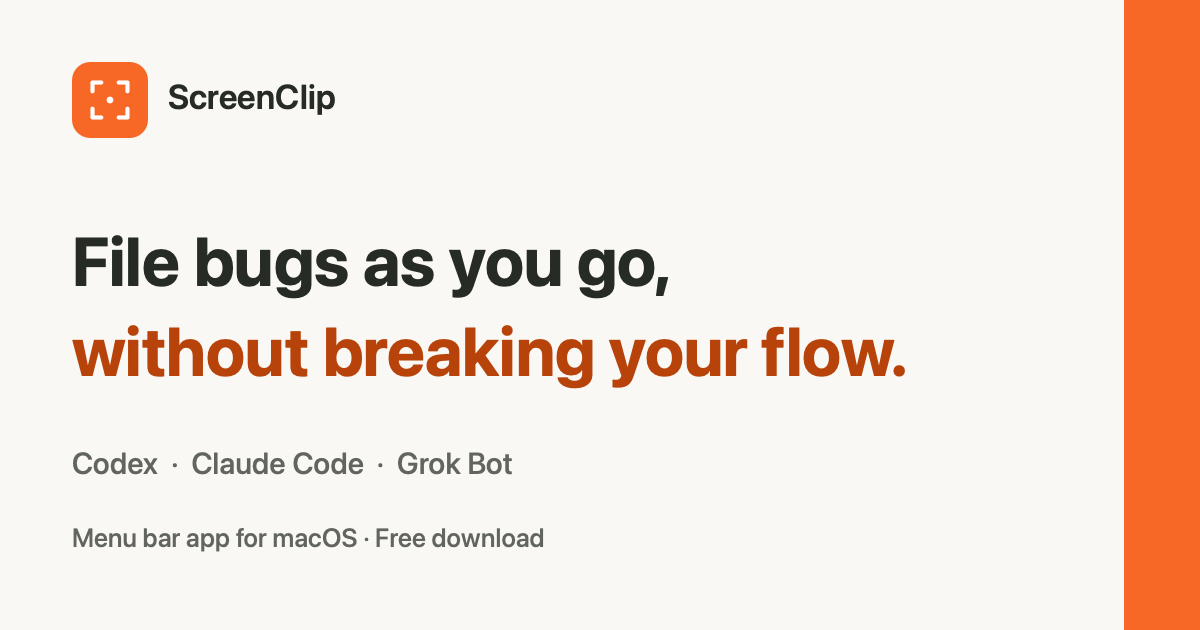 ScreenClip
File bugs as you go,
without breaking your flow.
Codex · Claude Code · Grok Bot
Menu bar app for macOS · Free download